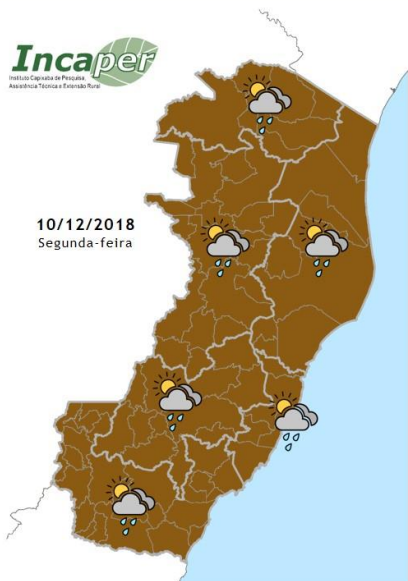 Incaper
Instituto Capixaba de Pesquisa,
Assistência Técnica e Extensão Rural
10/12/2018
Segunda-feira